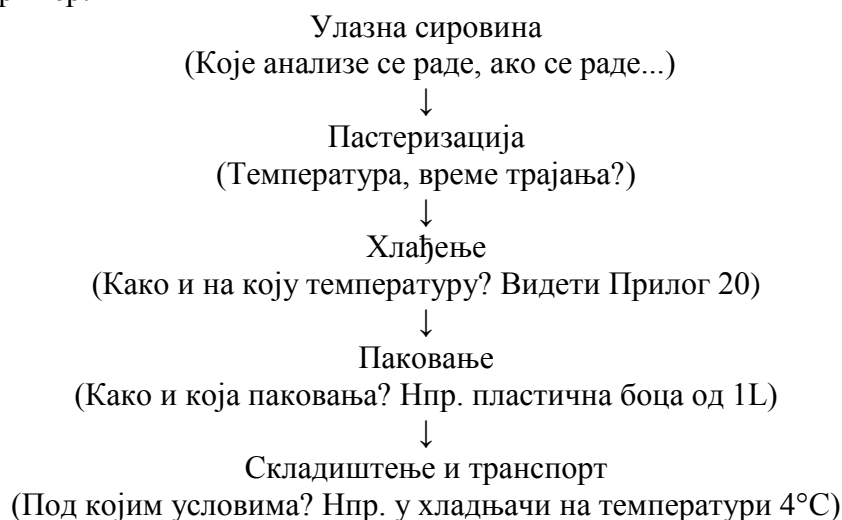 Улазна сировина
(Које анализе се раде, ако се раде...)
↓
Пастеризација
(Температура, време трајања?)
↓
Хлађење
(Како и на коју температуру? Видети Прилог 20)
↓
Паковање
(Како и која паковања? Нпр. пластична боца од 1L)
↓
Складиштење и транспорт
(Под којим условима? Нпр. у хладњачи на температури 4°C)